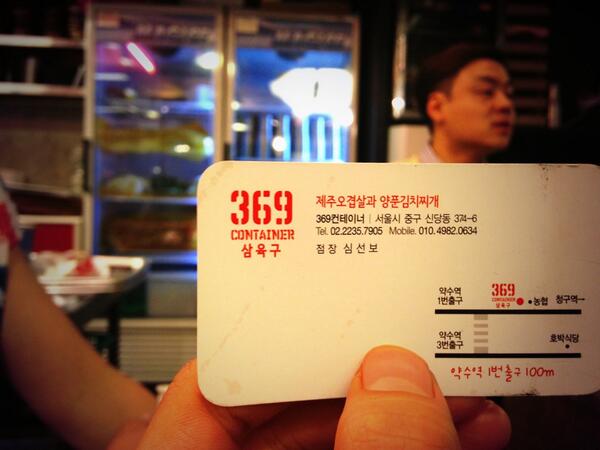 369
CONTAINER
삼육구
제주오겹살과 양푼김치찌개
369컨테이너 | 서울시 중구 신당동 374-6
Tel. 02.2235.7905 Mobile. 010.4982.0634
점장 심선보
약수역
1번출구
369
CONTAINER
삼육구
농협
청구역→
약수역
3번출구
호박식당
약수역 1번출구 100m